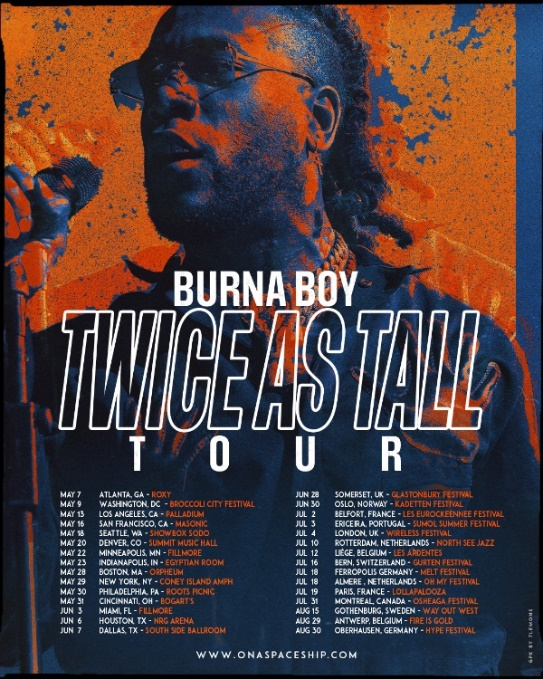 BURNA BOY
TWICE AS TALL
TOUR
MAY 7 ATLANTA, GA - ROXY
MAY 9 WASHINGTON, DC - BROCCOLI CITY FESTIVAL
MAY 13 LOS ANGELES, CA - PALLADIUM
MAY 16 SAN FRANCISCO, CA - MASONIC
MAY 18 SEATTLE, WA - SHOWBOX SODO
MAY 20 DENVER, CO - SUMMIT MUSIC HALL
MAY 22 MINNEAPOLIS, MN - FILLMORE
MAY 23 INDIANAPOLIS, IN - EGYPTIAN ROOM
MAY 28 BOSTON, MA - ORPHEUM
MAY 29 NEW YORK, NY - CONEY ISLAND AMPH
MAY 30 PHILADELPHIA, PA - ROOTS PICNIC
MAY 31 CINCINNATI, OH - BOGART'S
JUN 3 MIAMI, FL - FILLMORE
JUN 6 HOUSTON, TX - NRG ARENA
JUN 7 DALLAS, TX - SOUTH SIDE BALLROOM
JUN 28 SOMERSET, UK - GLASTONBURY FESTIVAL
JUN 30 OSLO, NORWAY - KADETTEN FESTIVAL
JUL 2 BELFORT, FRANCE - LES EUROCKEENNEE FESTIVAL
JUL 3 ERICEIRA, PORTUGAL - SUMOL SUMMER FESTIVAL
JUL 4 LONDON, UK - WIRELESS FESTIVAL
JUL 10 ROTTERDAM, NETHERLANDS - NORTH SEE JAZZ
JUL 12 LIÉGE, BELGIUM - LES ARDENTES
JUL 16 BERN, SWITZERLAND - GURTEN FESTIVAL
JUL 18 FERROPOLIS GERMANY - MELT FESTIVAL
JUL 18 ALMERE, NETHERLANDS - OH MY FESTIVAL
JUL 19 PARIS, FRANCE - LOLLAPALOOZA
JUL 31 MONTREAL, CANADA - OSHEAGA FESTIVAL
AUG 15 GOTHENBURG, SWEDEN - WAY OUT WEST
AUG 29 ANTWERP, BELGIUM - FIRE IS GOLD
AUG 30 OBERHAUSEN, GERMANY - HYPE FESTIVAL
WWW.ONASPACESHIP.COM